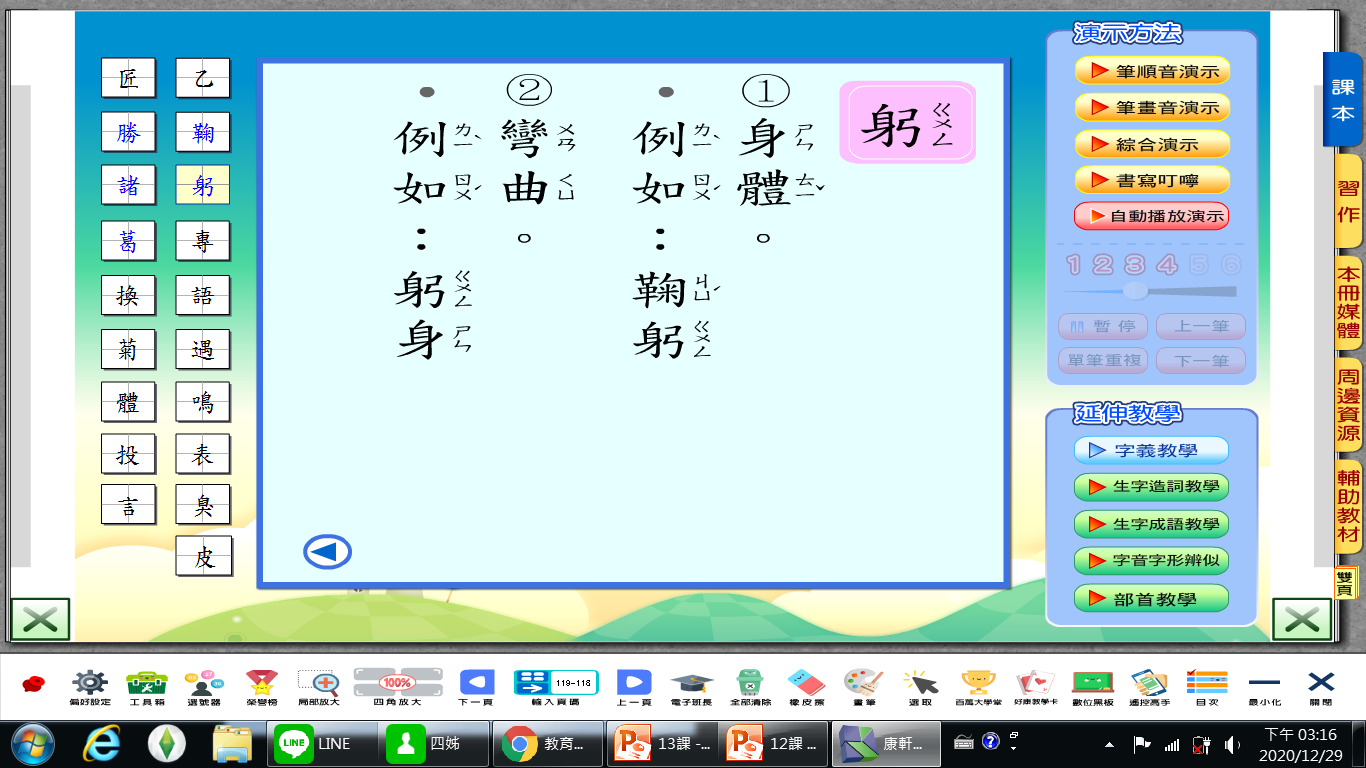 躬ㄍㄨㄥ
①身ㄕㄣ體ㄊㄧˇ。
•例ㄌㄧˋ如ㄖㄨˊ：鞠ㄐㄩˊ躬ㄍㄨㄥ
②彎ㄨㄢ曲ㄑㄩ。
•例ㄌㄧˋ如ㄖㄨˊ：躬ㄍㄨㄥ身ㄕㄣ
乙
鞠
躬
專
語
遇
鳴
表
臭
皮
匠
勝
諸
葛
換
菊
體
投
言
演示方法
筆順音演示
筆畫音演示
綜合演示
書寫叮嚀
自動播放演示
1 2 3 4 5 6
暫停
上一筆
單筆重複
下一筆
延伸教學
字義教學
生字造詞教學
生字成語教學
字音字形辨似
部首教學
課本
習作
本冊媒體
周邊資源
輔助教材
雙頁
偏好設定
工具箱
選號器
榮譽榜
局部放大
100%
四角放大
下一頁
119-118
輸入頁碼
上一頁
電子班長
全部清除
橡皮擦
畫筆
選取
百萬大學堂
好康教學卡
數位黑板
遙控高手
目次
最小化
關閉
LINE
LINE
四姊
教育...
13課 -...
12課 ...
康軒...
下午 03:16
2020/12/29